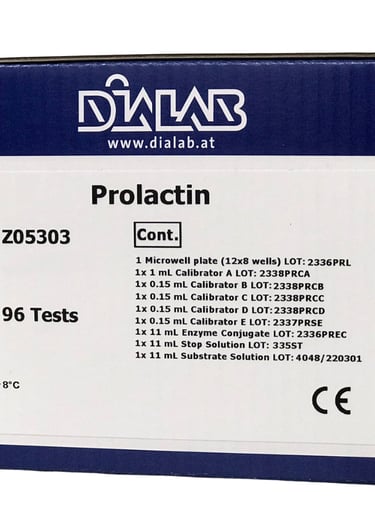 DIALAB
www.dialab.at
Prolactin
Z05303
Cont.
1 Microwell plate (12x8 wells) LOT: 2336PRL
1x 1 mL Calibrator A LOT: 2338PRCA
1x 0.15 mL Calibrator B LOT: 2338PRCB
1x 0.15 mL Calibrator C LOT: 2338PRCC
1x 0.15 mL Calibrator D LOT: 2338PRCD
1x 0.15 mL Calibrator E LOT: 2337PRSE
1x 11 mL Enzyme Conjugate LOT: 2336PREC
1x 11 mL Stop Solution LOT: 335ST
1x 11 mL Substrate Solution LOT: 4048/220301
96 Tests
8°C
CE